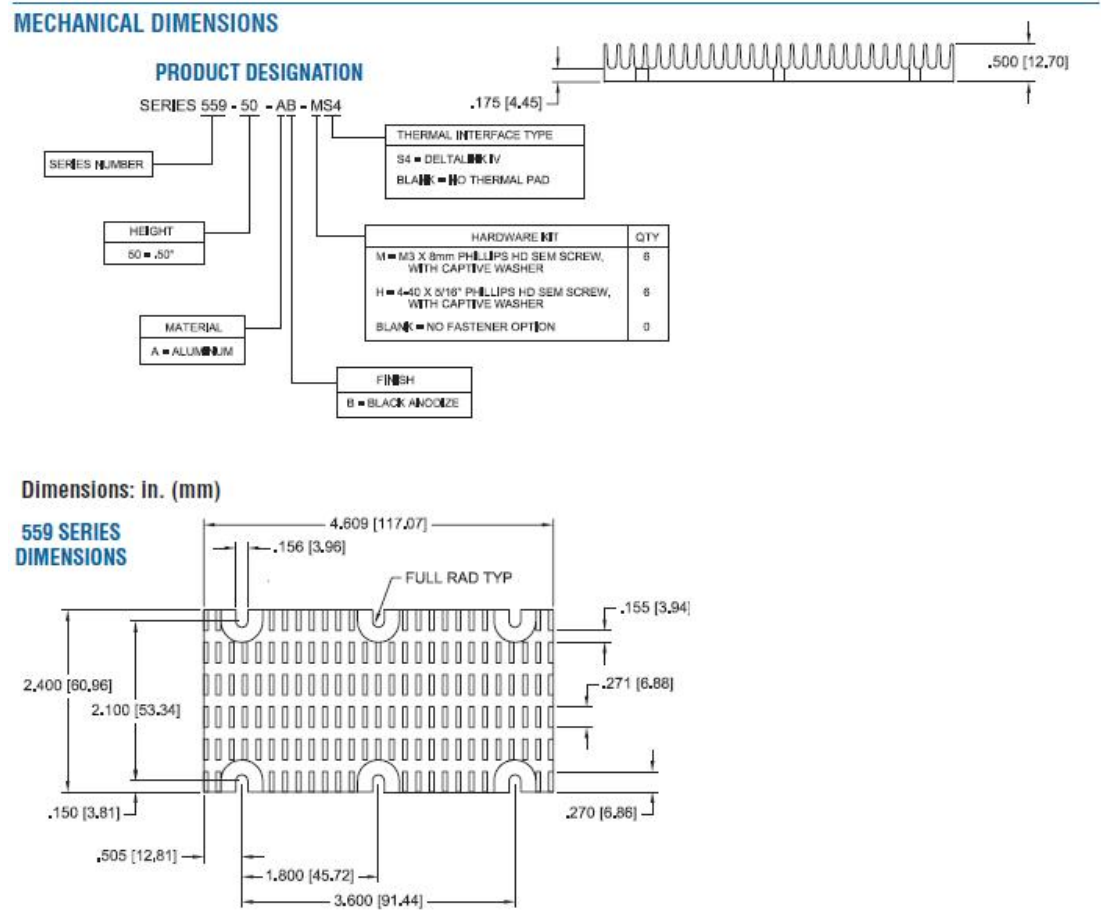 MECHANICAL DIMENSIONS
PRODUCT DESIGNATION
SERIES 559 - 50 - AB - MS4
.500 [12.70]
.175 [4.45]
THERMAL INTERFACE TYPE
S4 = DELTALINK IV
BLANK = NO THERMAL PAD
SERIES NUMBER
HEIGHT
50 = .50"
HARDWARE KIT QTY
M = M3 X 8mm PHILLIPS HD SEM SCREW, 6
WITH CAPTIVE WASHER
H = 4-40 X 5/16" PHILLIPS HD SEM SCREW, 6
WITH CAPTIVE WASHER
BLANK = NO FASTENER OPTION 0
MATERIAL
A = ALUMINUM
FINISH
B = BLACK ANODIZE
Dimensions: in. (mm)
559 SERIES
DIMENSIONS
4.609 [117.07]
.156 [3.96]
FULL RAD TYP
.155 [3.94]
2.400 [60.96]
.271 [6.88]
2.100 [53.34]
.150 [3.81]
.270 [6.86]
.505 [12.81]
1.800 [45.72]
3.600 [91.44]